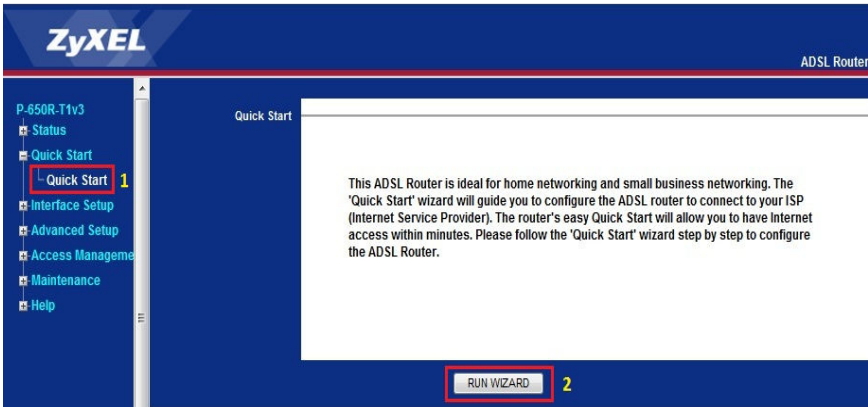 ZyXEL
ADSL Router
P-650R-T1v3
Status
Quick Start
Quick Start 1
Interface Setup
Advanced Setup
Access Manageme
Maintenance
Help
Quick Start
This ADSL Router is ideal for home networking and small business networking. The
'Quick Start' wizard will guide you to configure the ADSL router to connect to your ISP
(Internet Service Provider). The router's easy Quick Start will allow you to have Internet
access within minutes. Please follow the 'Quick Start' wizard step by step to configure
the ADSL Router.
RUN WIZARD 2